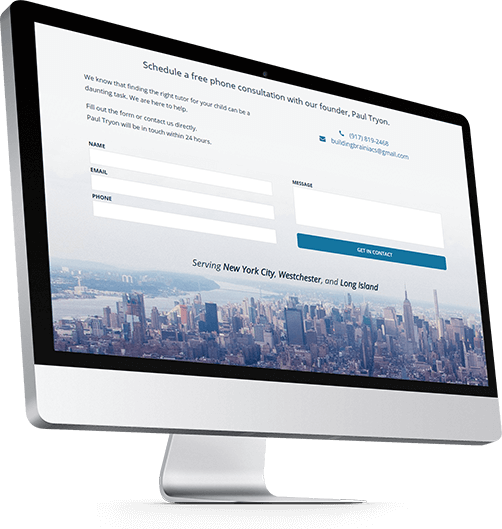 Schedule a free phone consultation with our founder, Paul Tryon.
We know that finding the right tutor for your child can be a
daunting task. We are here to help.
Fill out the form or contact us directly.
Paul Tryon will be in touch within 24 hours.
(917) 819-2468
buildingbrainiacs@gmail.com
NAME
EMAIL
PHONE
MESSAGE
GET IN CONTACT
Serving New York City, Westchester, and Long Island